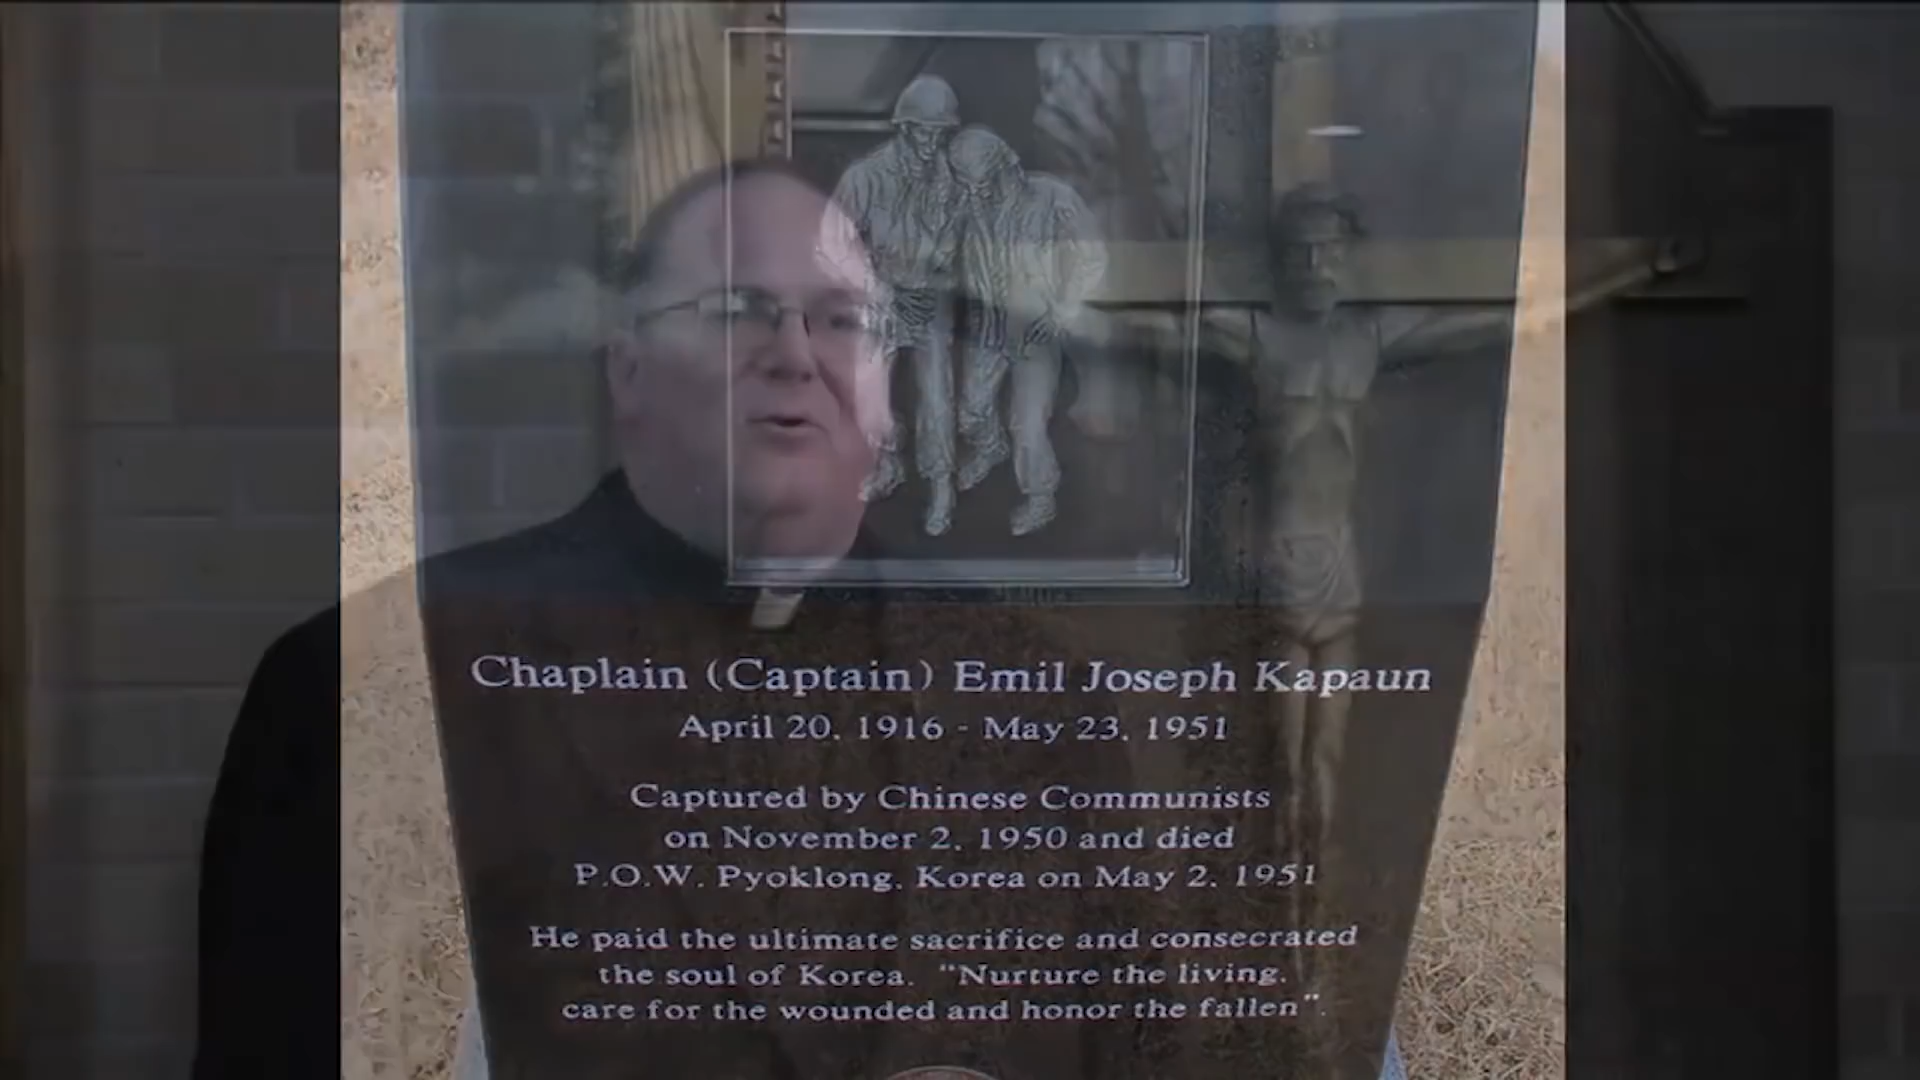 Chaplain (Captain) Emil Joseph Kapaun
April 20, 1916 - May 23, 1951
Captured by Chinese Communists
on November 2, 1950 and died
P.O.W. Pyoklong, Korea on May 2, 1951
He paid the ultimate sacrifice and consecrated
the soul of Korea. "Nurture the living,
care for the wounded and honor the fallen".